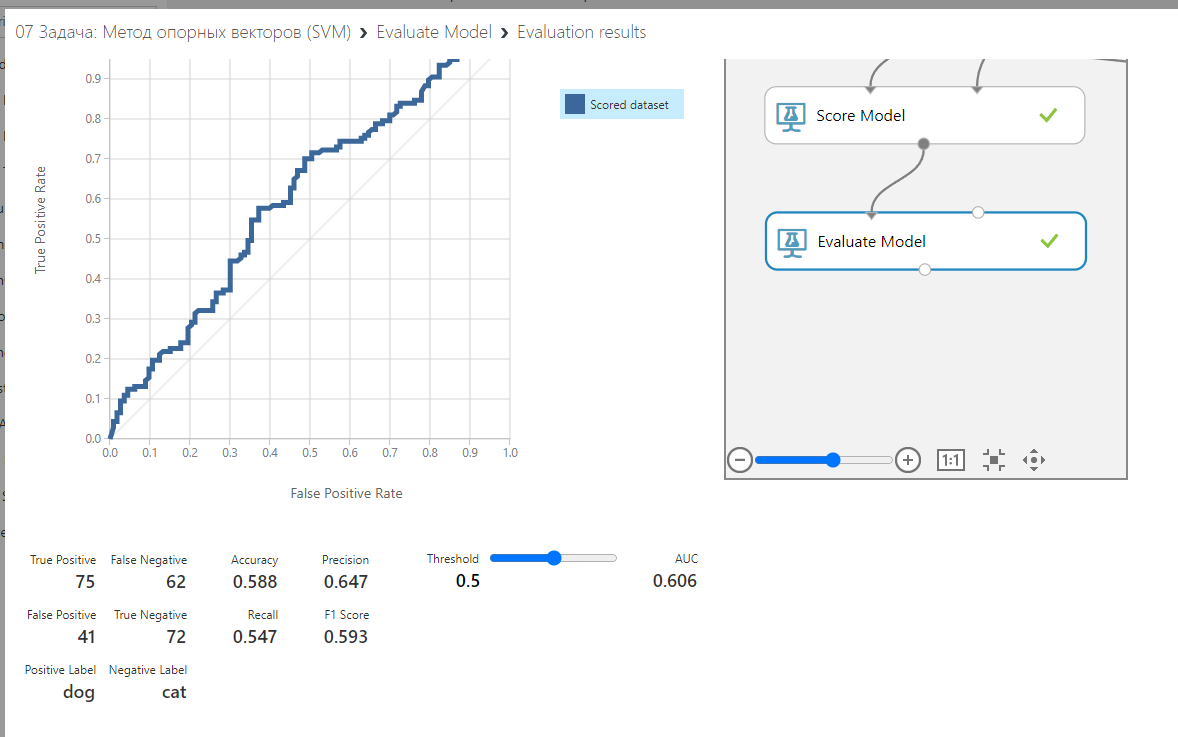 07 Задача: Метод опорных векторов (SVM) › Evaluate Model › Evaluation results
0.9
0.8
0.7
0.6
0.5
0.4
0.3
0.2
0.1
0.0
True Positive Rate
0.0 0.1 0.2 0.3 0.4 0.5 0.6 0.7 0.8 0.9 1.0
False Positive Rate
Scored dataset
Score Model
Evaluate Model
1:1
True Positive False Negative Accuracy Precision Threshold AUC
75 62 0.588 0.647 0.5 0.606
False Positive True Negative Recall F1 Score
41 72 0.547 0.593
Positive Label Negative Label
dog cat